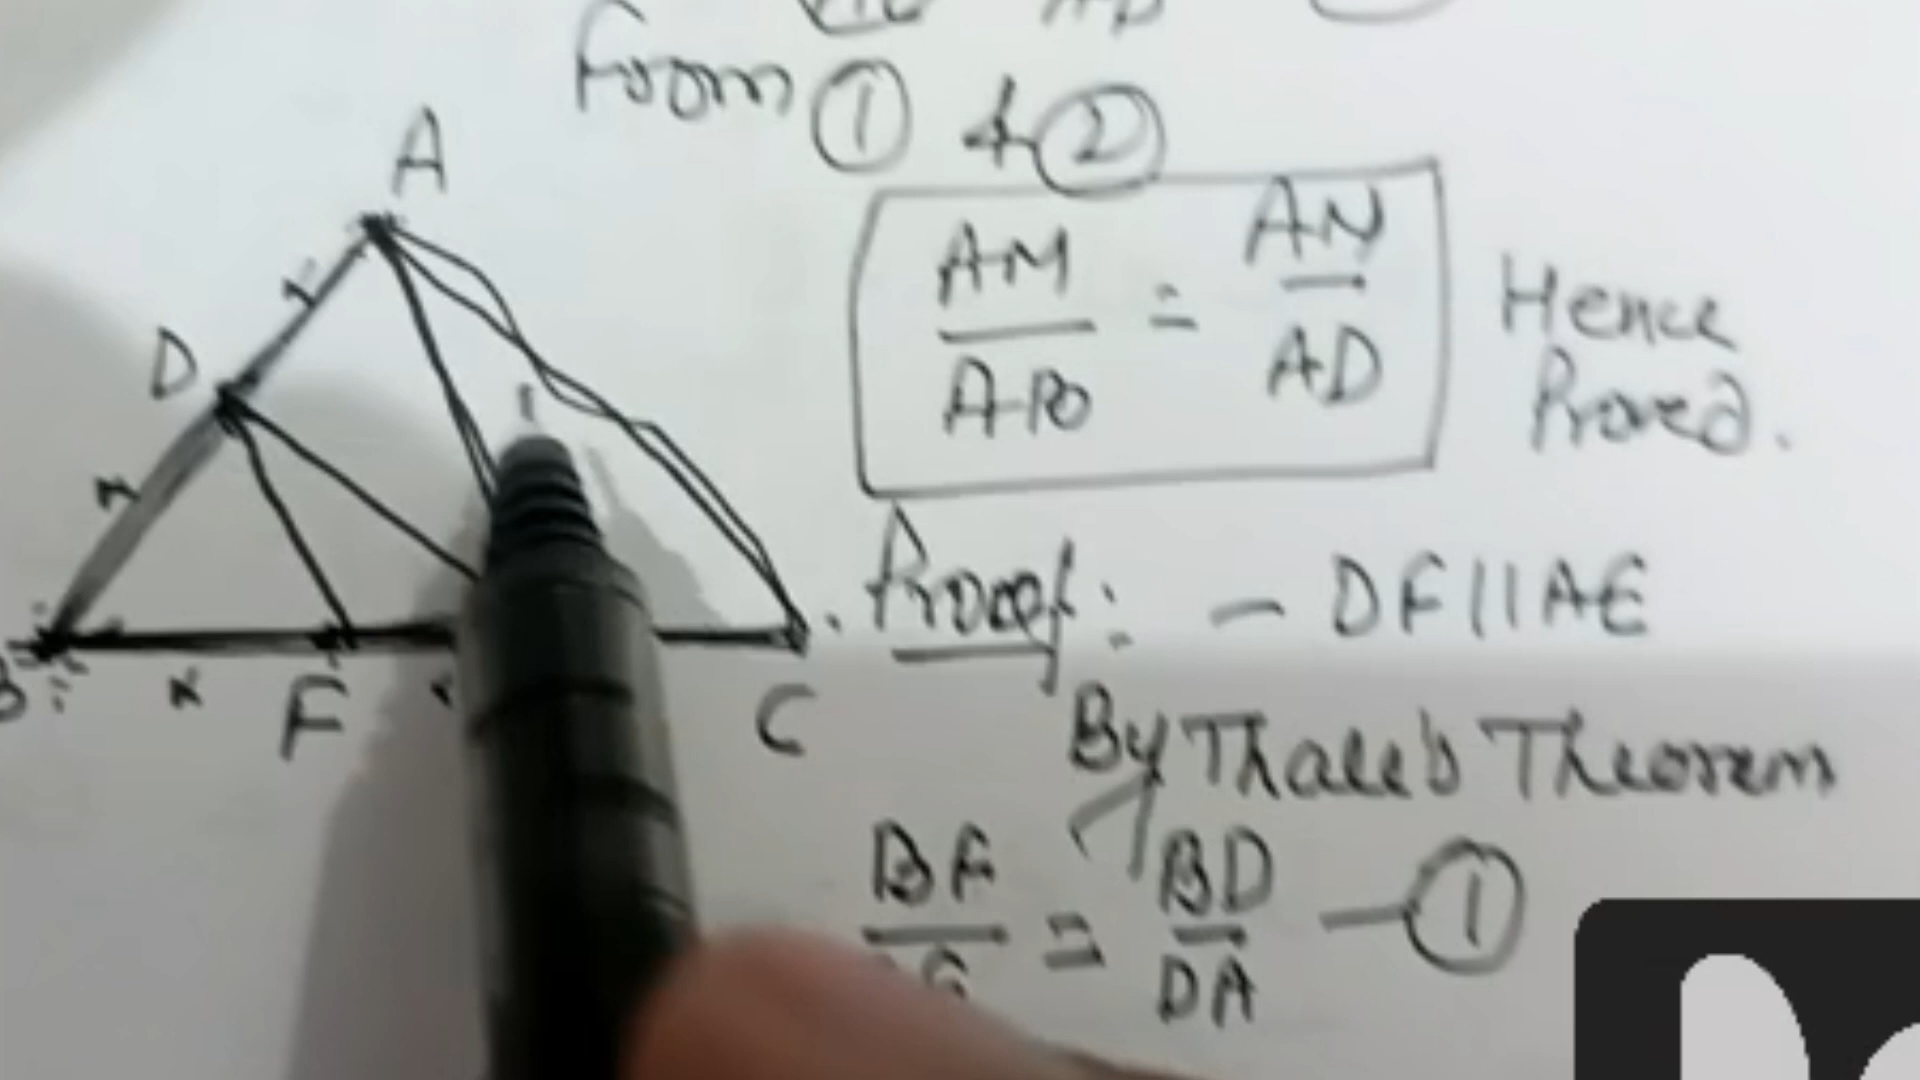 From ① & ②
A
D
B
F
C
AM/AB = AN/AD
Hence Proved.
Proof: - DF||AE
By Thale's Theorem
BF = BD/DA - ①